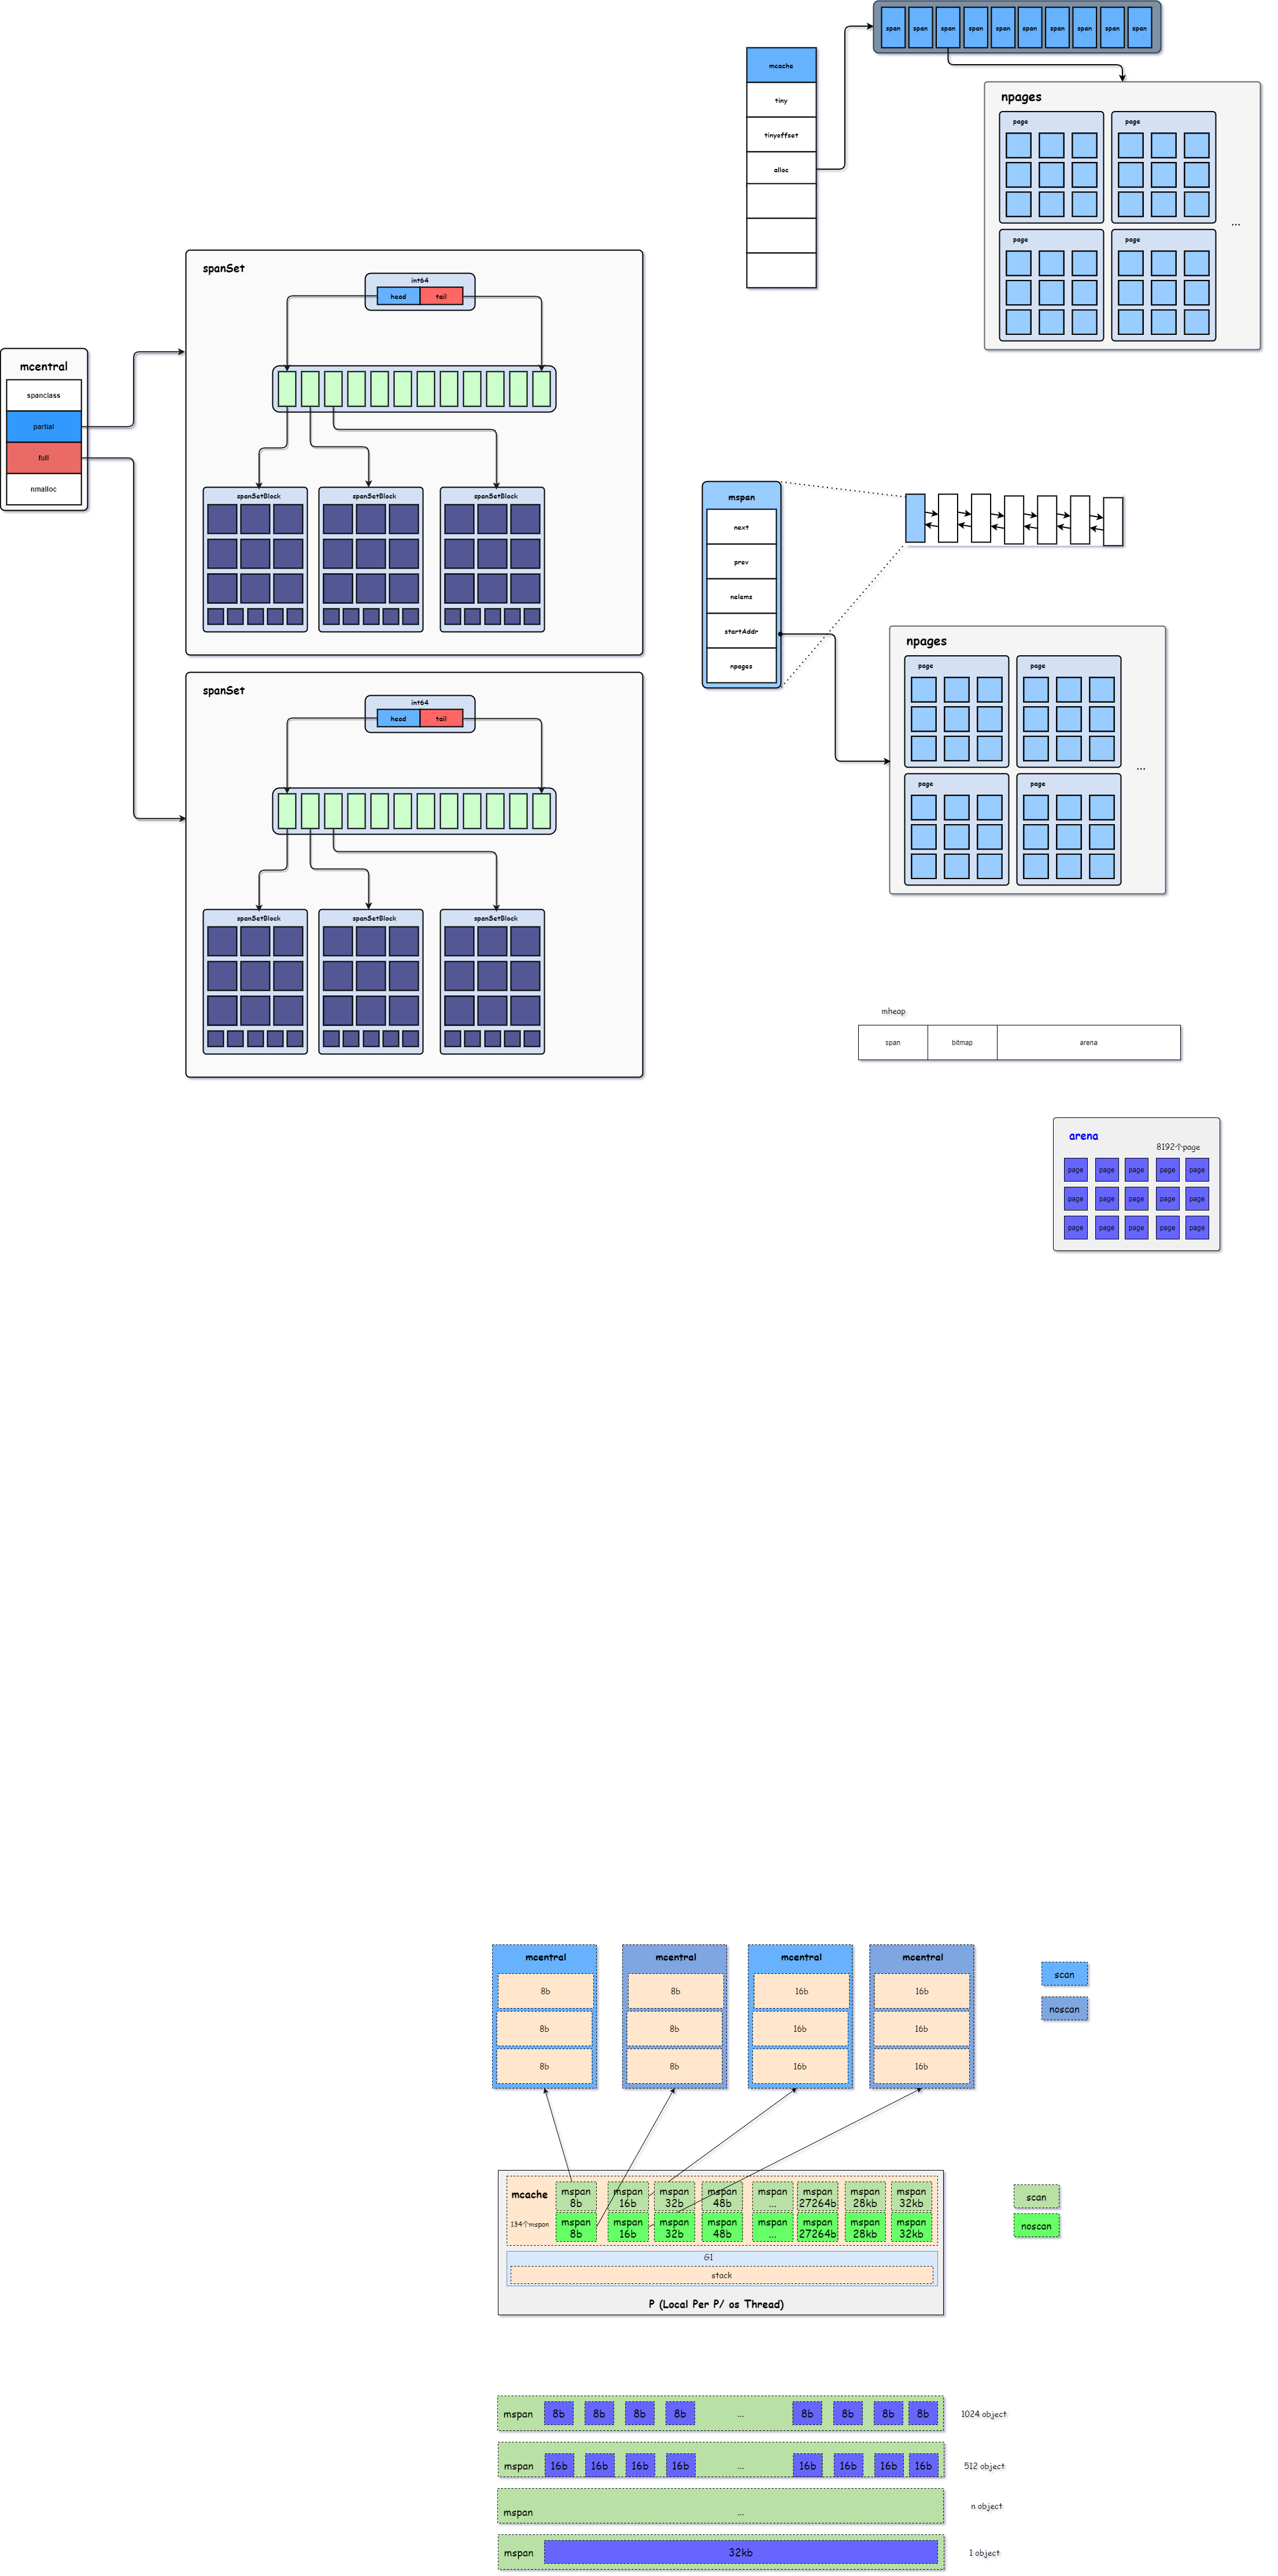 span span span span span span span span span span
mcache
tiny
tinyoffset
alloc
npages
page page
page page
...
spanSet
int64
head tail
spanSetBlock spanSetBlock spanSetBlock
mcentral
spanclass
partial
full
nmalloc
mspan
next
prev
nelems
startAddr
npages
npages
page page
page page
...
spanSet
int64
head tail
spanSetBlock spanSetBlock spanSetBlock
mheap
span bitmap arena
arena
8192个page
page page page page page
page page page page page
page page page page page
mcentral mcentral mcentral mcentral
8b 8b 16b 16b
8b 8b 16b 16b
8b 8b 16b 16b
scan
noscan
mcache
134个mspan
mspan mspan mspan mspan mspan mspan mspan mspan
8b 16b 32b 48b ... 27264b 28kb 32kb
mspan mspan mspan mspan mspan mspan mspan mspan
8b 16b 32b 48b ... 27264b 28kb 32kb
scan
noscan
G1
stack
P (Local Per P/ os Thread)
mspan 8b 8b 8b 8b ... 8b 8b 8b 8b 1024 object
mspan 16b 16b 16b 16b ... 16b 16b 16b 16b 512 object
mspan ... n object
mspan 32kb 1 object